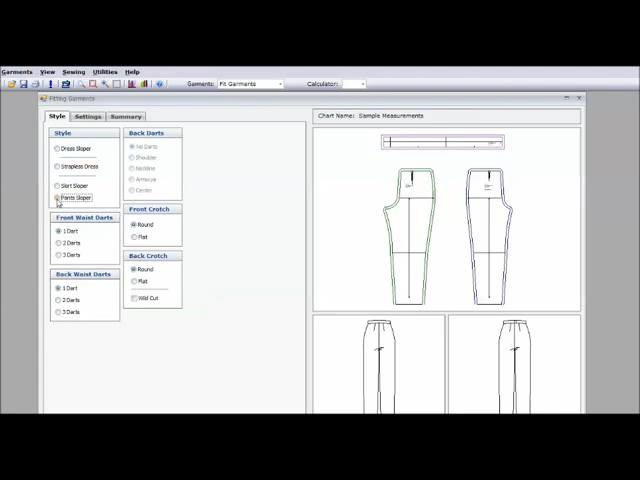 Garments View Sewing Utilities Help
Garment: Fit Garments Calculator:
Fitting Garments
Style Settings Summary
Chart Name: Sample Measurements
Style
Dress Sloper
Strapless Dress
Skirt Sloper
Pants Sloper
Front Waist Darts
1 Dart
2 Darts
3 Darts
Back Waist Darts
1 Dart
2 Darts
3 Darts
Back Darts
No Darts
Shoulder
Neckline
Armhole
Center
Front Crotch
Round
Flat
Back Crotch
Round
Flat
Wild Cut